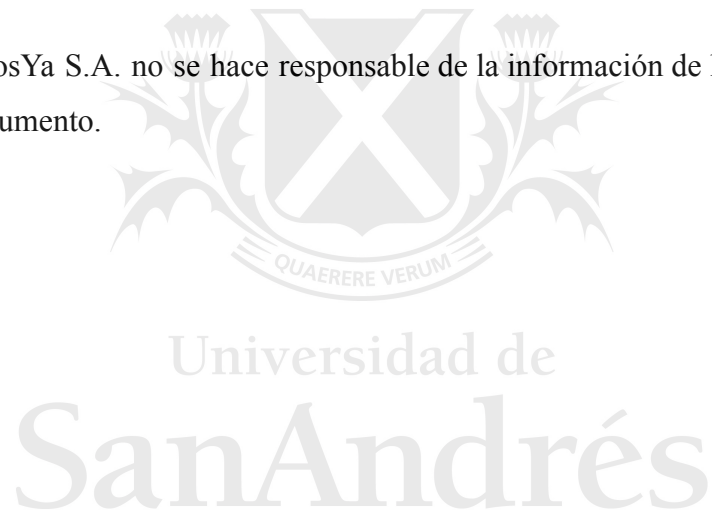 osYa S.A. no se hace responsable de la información de
umento.
QUAERERE VERUM
Universidad de
SanAndrés